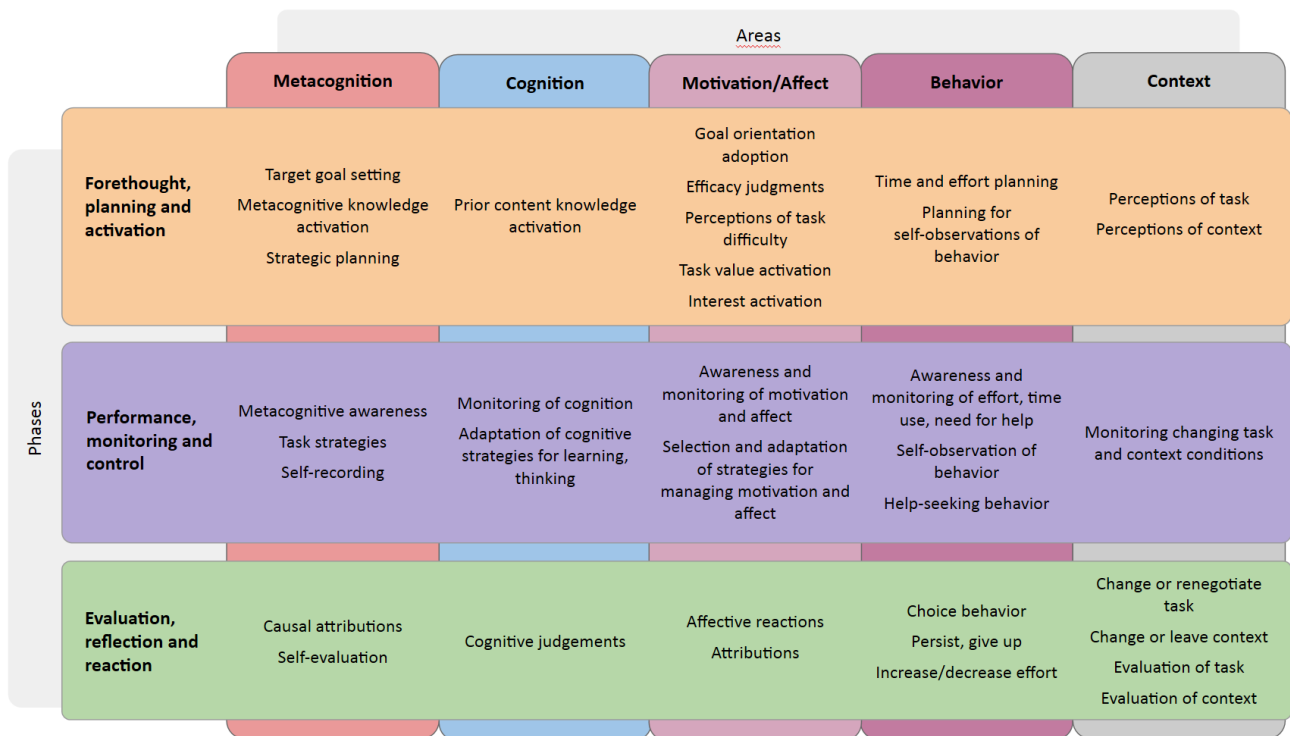 Areas
Metacognition
Cognition
Motivation/Affect
Behavior
Context
Phases
Forethought,
planning and
activation
Target goal setting
Metacognitive knowledge
activation
Strategic planning
Prior content knowledge
activation
Goal orientation
adoption
Efficacy judgments
Perceptions of task
difficulty
Task value activation
Interest activation
Time and effort planning
Planning for
self-observations of
behavior
Perceptions of task
Perceptions of context
Performance,
monitoring and
control
Metacognitive awareness
Task strategies
Self-recording
Monitoring of cognition
Adaptation of cognitive
strategies for learning,
thinking
Awareness and
monitoring of motivation
and affect
Selection and adaptation
of strategies for
managing motivation and
affect
Awareness and
monitoring of effort, time
use, need for help
Self-observation of
behavior
Help-seeking behavior
Monitoring changing task
and context conditions
Evaluation,
reflection and
reaction
Causal attributions
Self-evaluation
Cognitive judgements
Affective reactions
Attributions
Choice behavior
Persist, give up
Increase/decrease effort
Change or renegotiate
task
Change or leave context
Evaluation of task
Evaluation of context